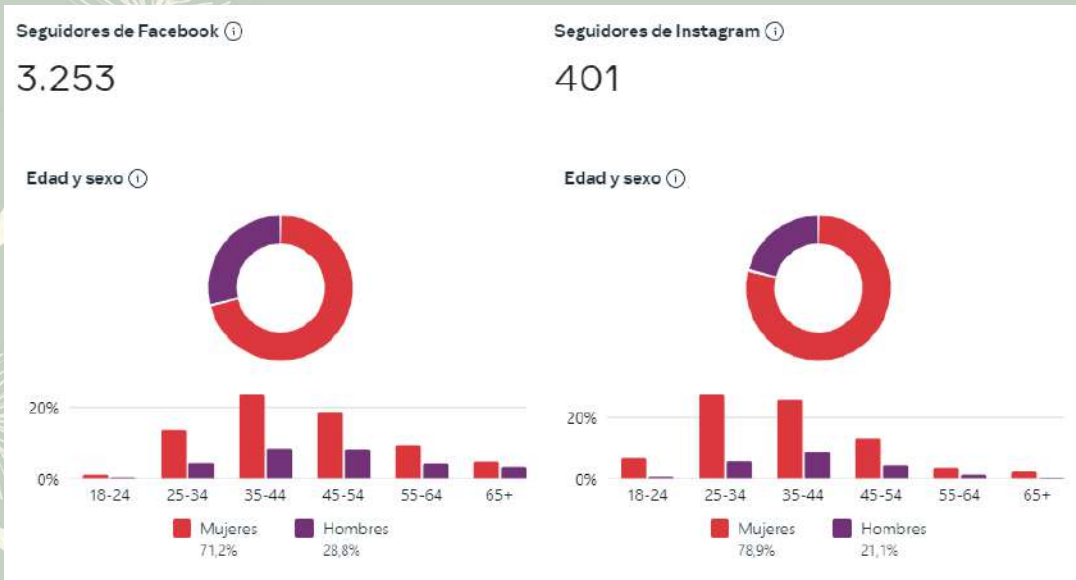 Seguidores de Facebook
3.253
Edad y sexo
20%
0%
18-24 25-34 35-44 45-54 55-64 65+
Mujeres Hombres
71,2% 28,8%
Seguidores de Instagram
401
Edad y sexo
20%
0%
18-24 25-34 35-44 45-54 55-64 65+
Mujeres Hombres
78,9% 21,1%